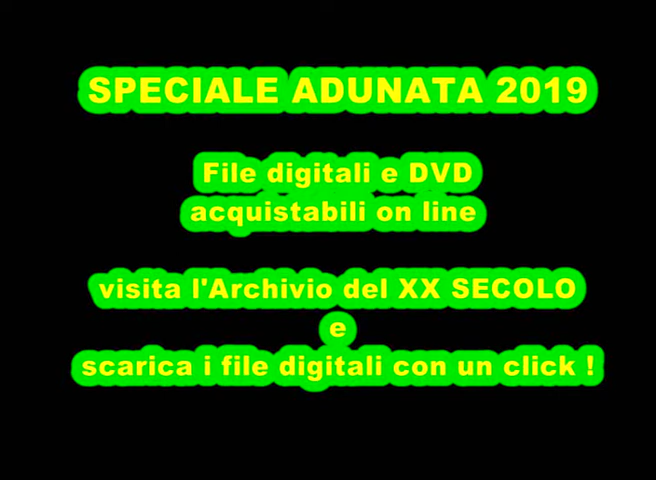 SPECIALE ADUNATA 2019
File digitali e DVD
acquistabili on line
visita l'Archivio del XX SECOLO
e
scarica i file digitali con un click !